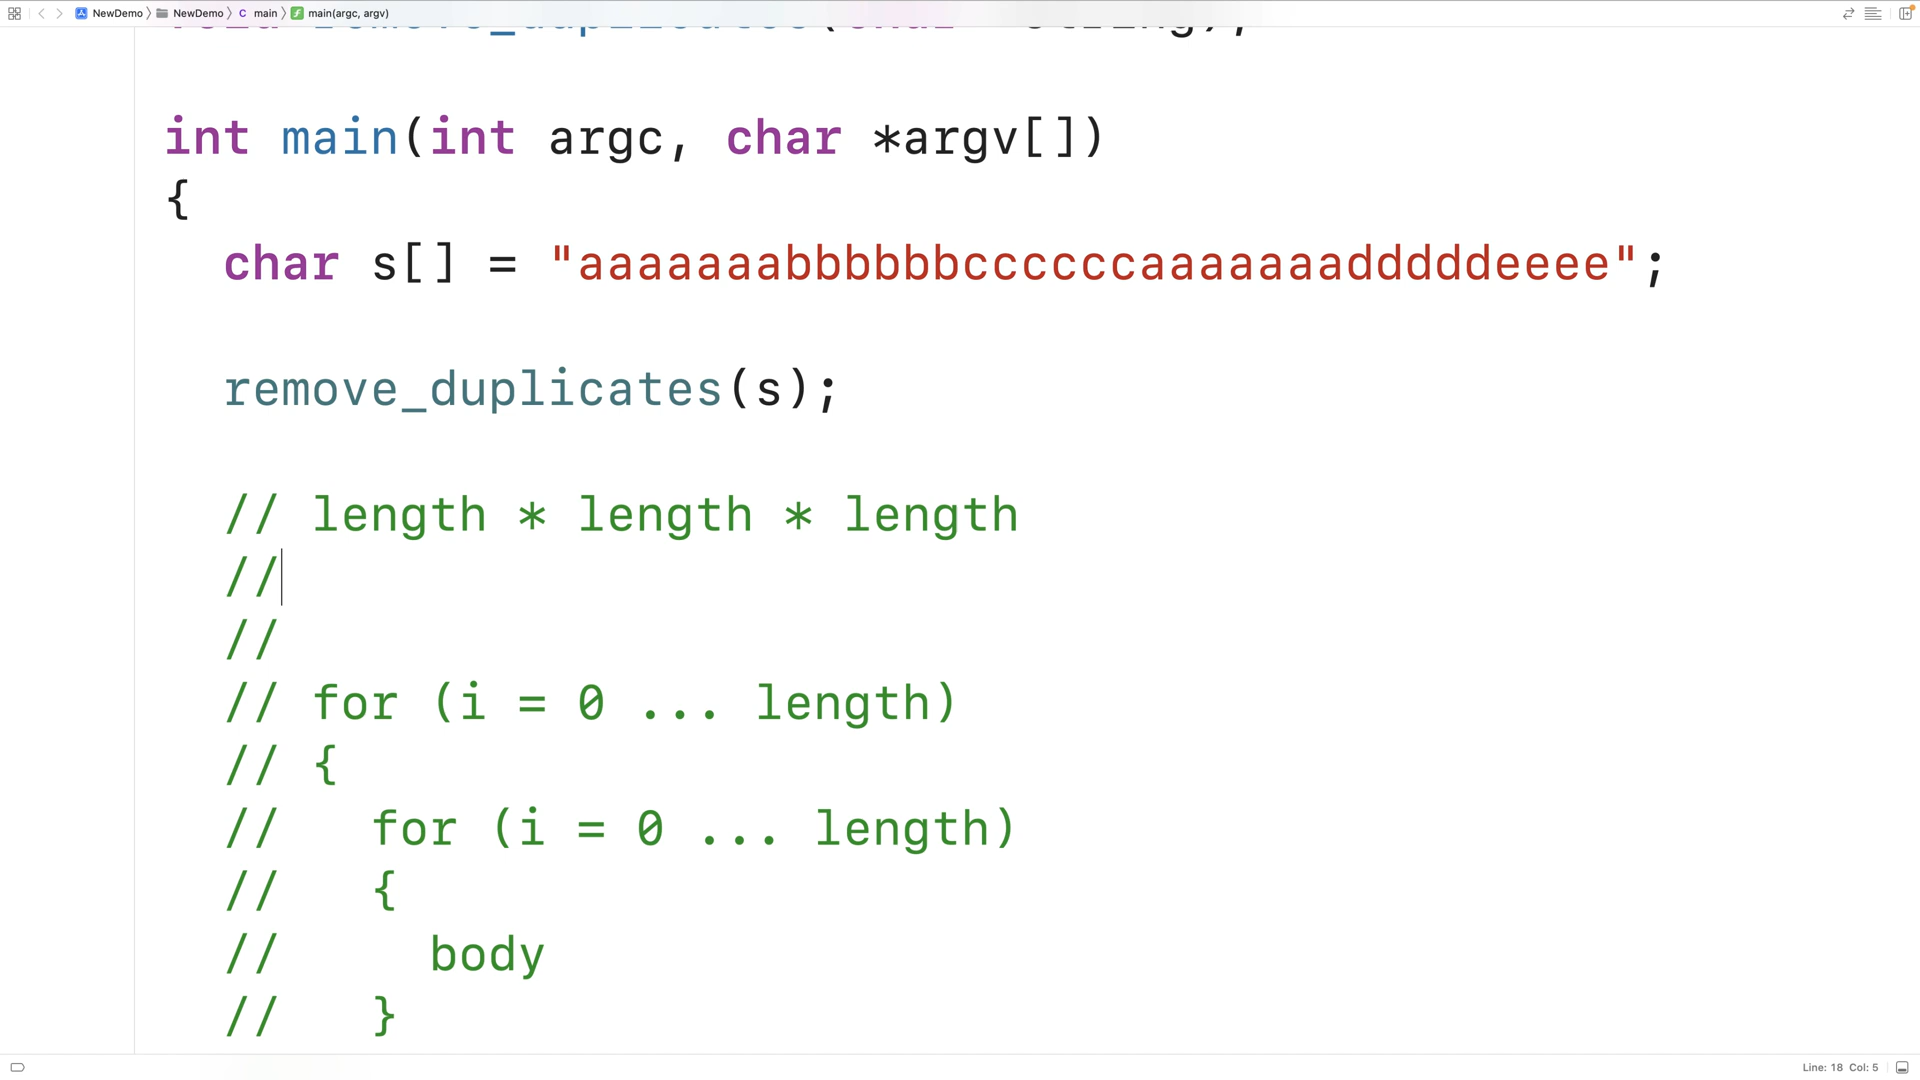 NewDemo
NewDemo
C main
f main(argc, argv)
int main(int argc, char *argv[])
{
char s[] = "aaaaaaabbbbbbccccccaaaaaaadddddeeee";
remove_duplicates(s);
// length * length * length
//
//
// for (i = 0 ... length)
// {
//   for (i = 0 ... length)
//   {
//     body
//   }
Line: 18 Col: 5